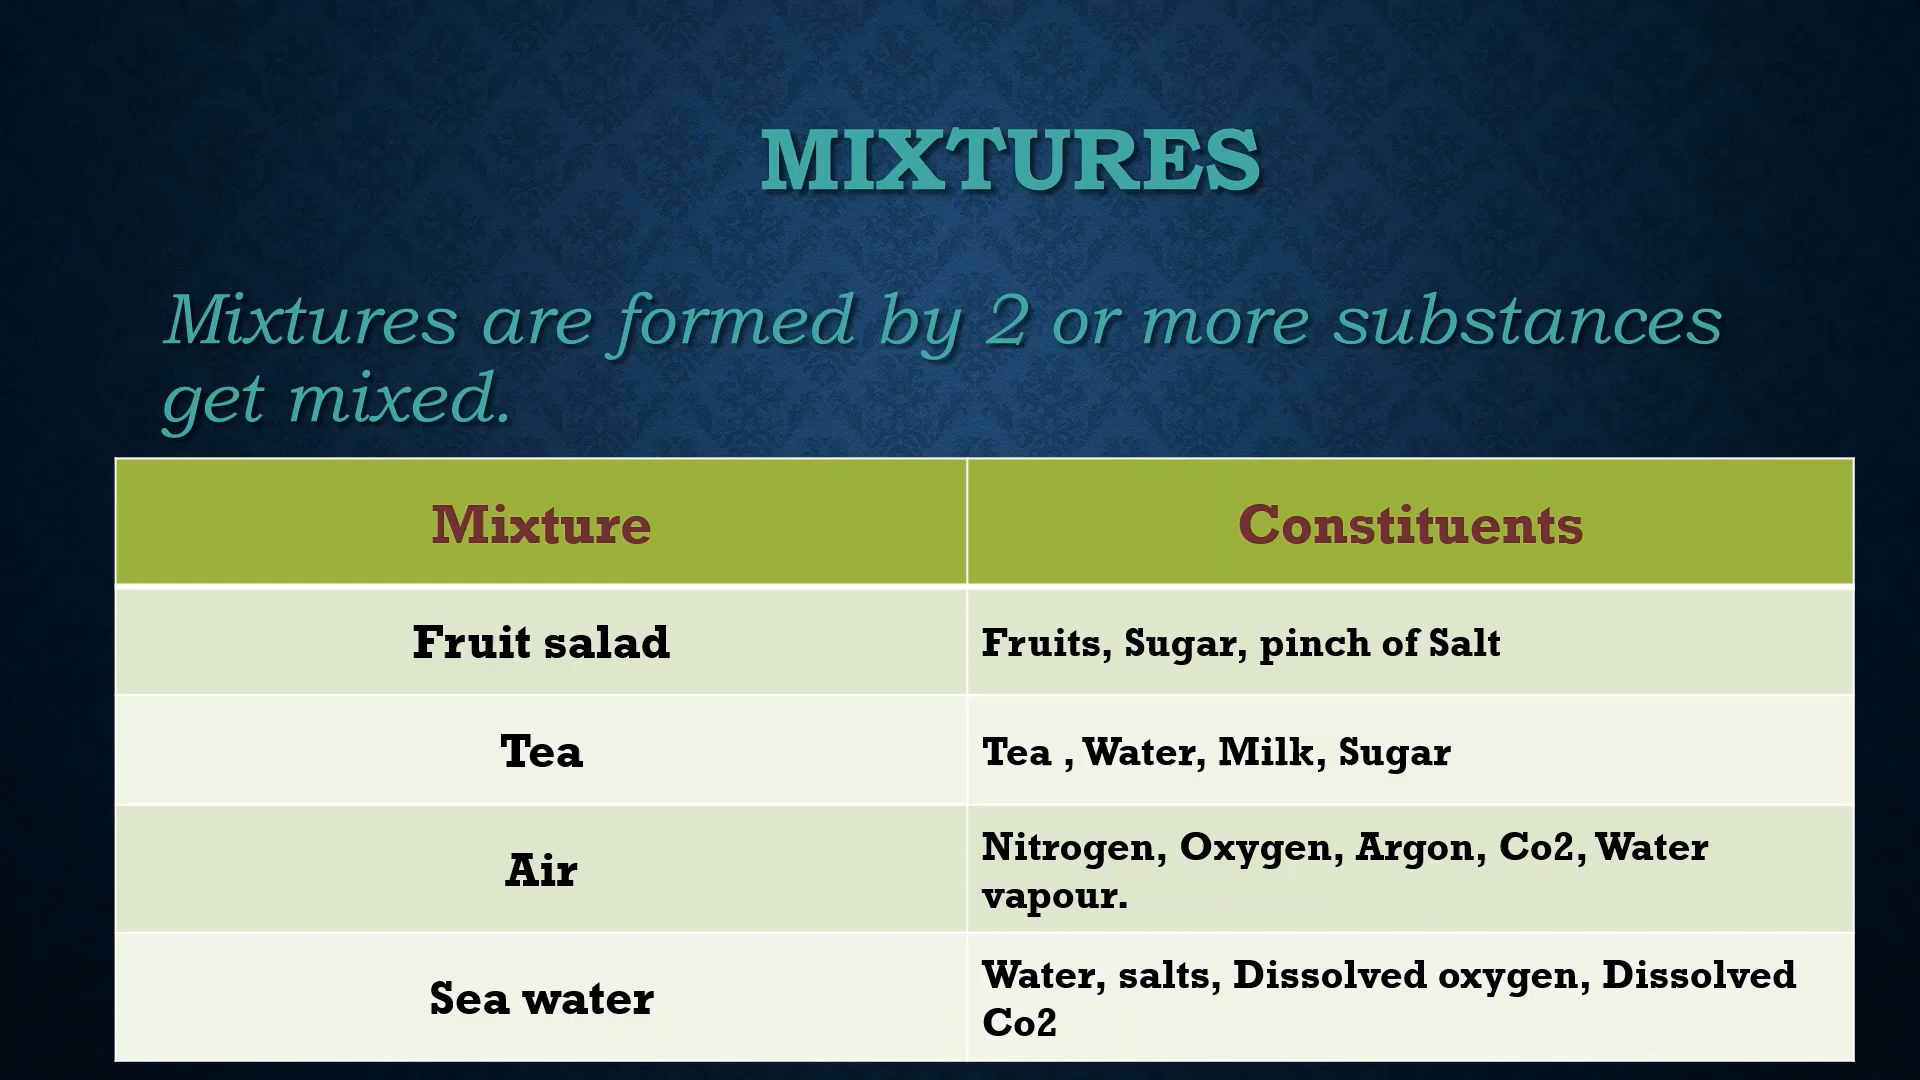 MIXTURES
Mixtures are formed by 2 or more substances
get mixed.
Mixture
Constituents
Fruit salad
Fruits, Sugar, pinch of Salt
Tea
Tea , Water, Milk, Sugar
Air
Nitrogen, Oxygen, Argon, Co2, Water
vapour.
Sea water
Water, salts, Dissolved oxygen, Dissolved
Co2